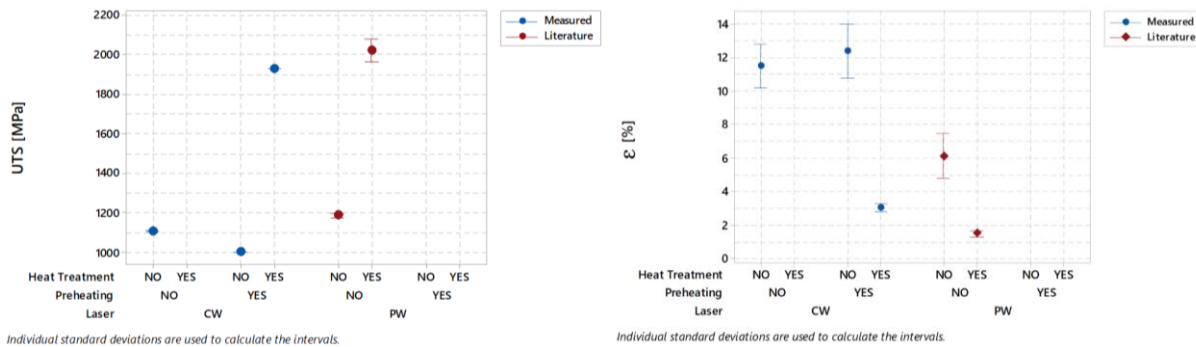 UTS [MPa]
2200
2000
1800
1600
1400
1200
1000
Measured
Literature
Heat Treatment NO YES NO YES NO YES NO YES
Preheating NO YES NO YES
Laser CW PW
Individual standard deviations are used to calculate the intervals.
ε [%]
14
12
10
8
6
4
2
0
Measured
Literature
Heat Treatment NO YES NO YES NO YES NO YES
Preheating NO YES NO YES
Laser CW PW
Individual standard deviations are used to calculate the intervals.